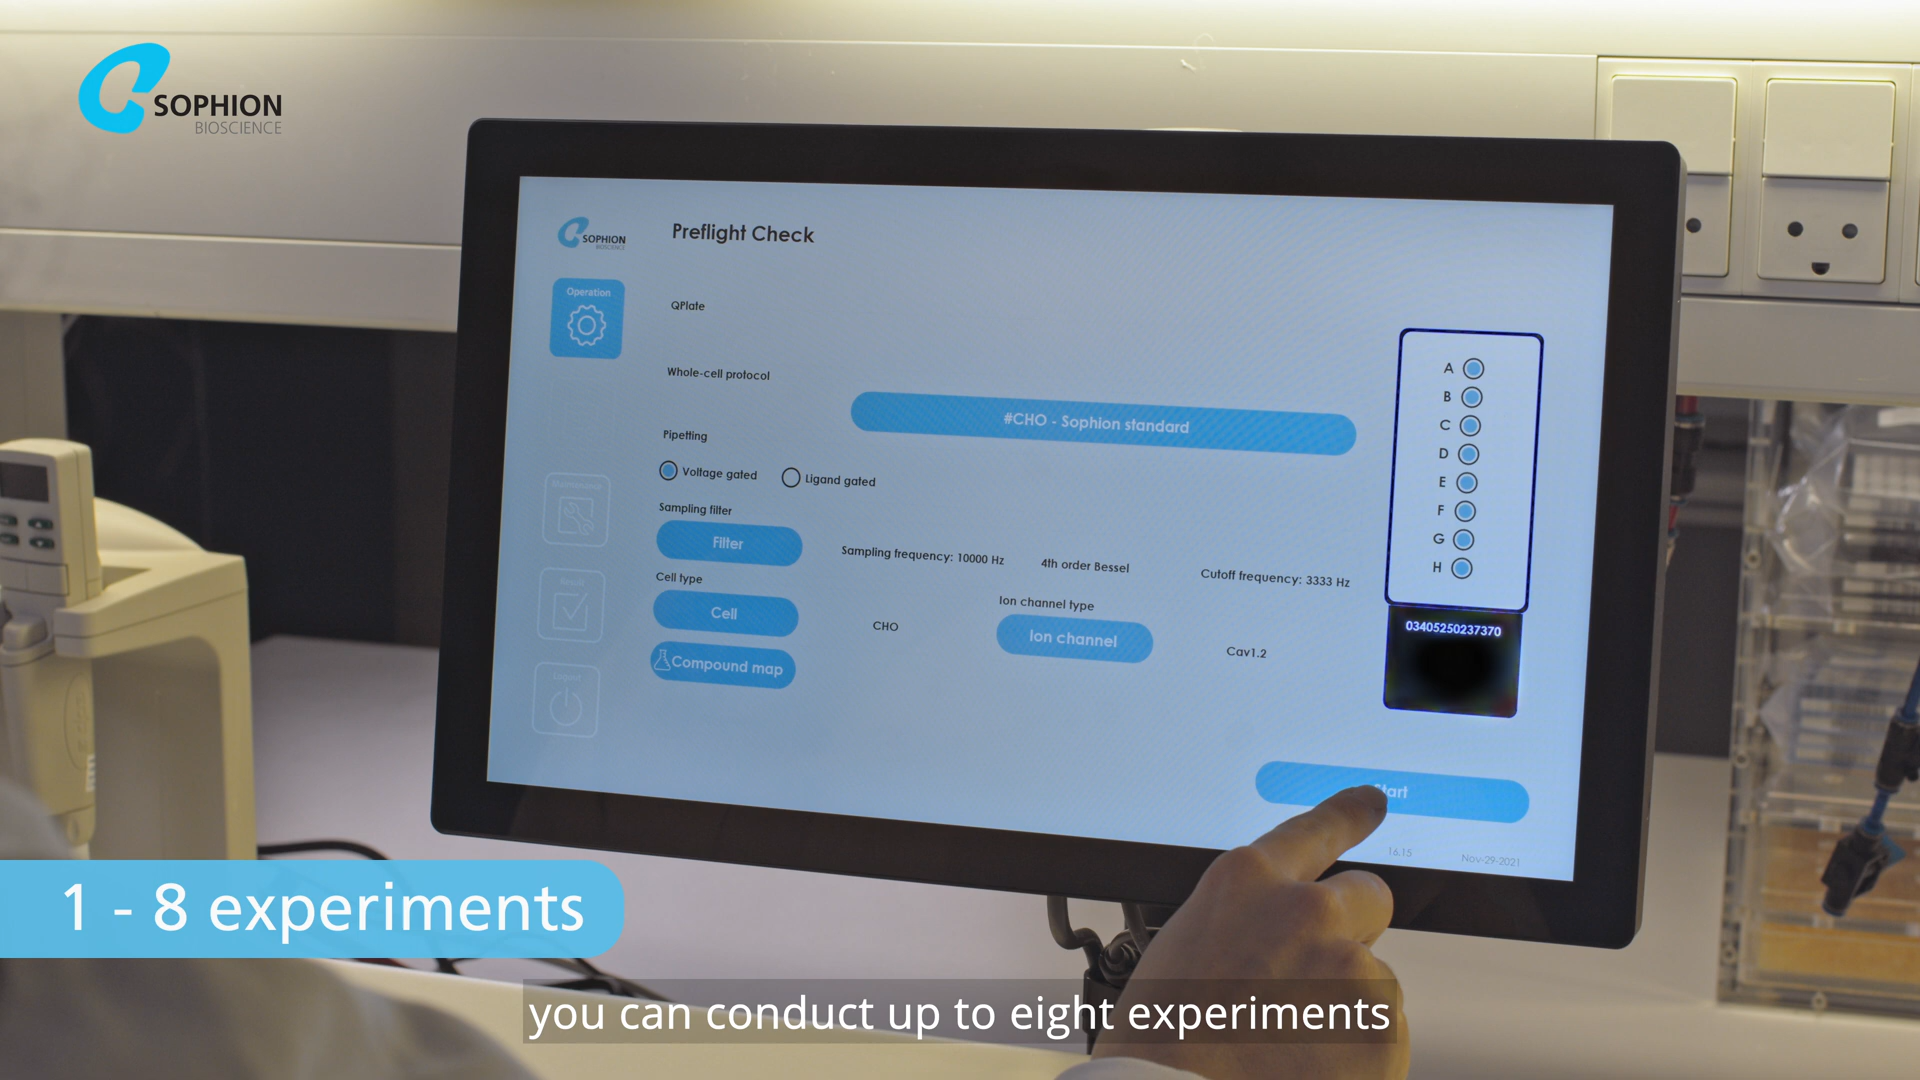 SOPHION
BIOSCIENCE
SOPHION
BIOSCIENCE
Preflight Check
Operation
QPlate
Whole-cell protocol
#CHO - Sophion standard
Pipetting
Voltage gated
Ligand gated
Sampling filter
Filter
Sampling frequency: 10000 Hz
4th order Bessel
Cutoff frequency: 3333 Hz
Cell type
Cell
CHO
Ion channel type
Ion channel
Cav1.2
Compound map
A
B
C
D
E
F
G
H
03405250237370
Logout
Start
16.15
Nov-29-2021
1 - 8 experiments
you can conduct up to eight experiments